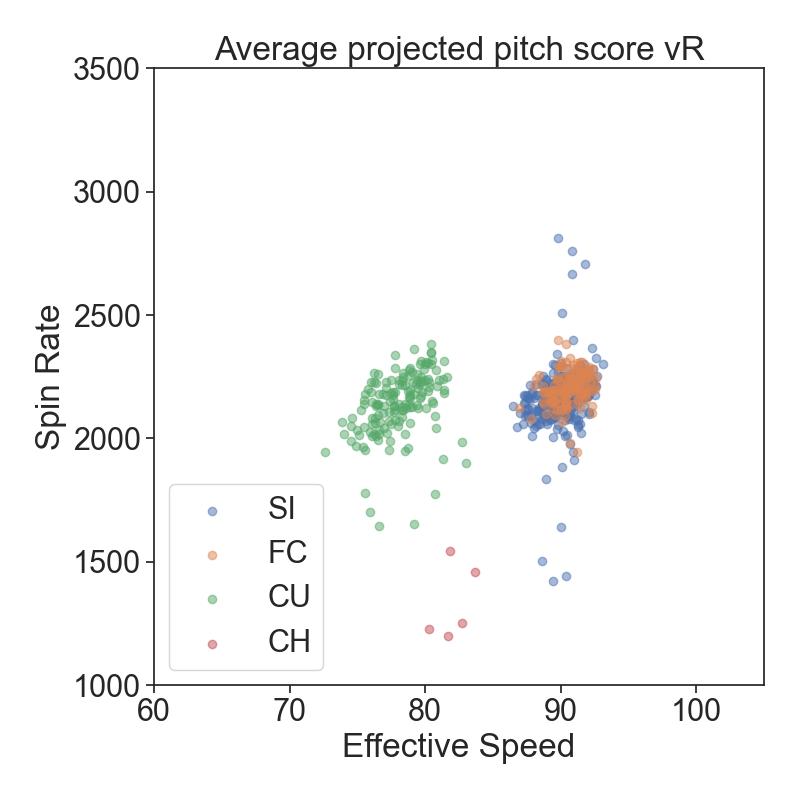 Average projected pitch score vR
3500
3000
2500
2000
1500
1000
Spin Rate
SI
FC
CU
CH
60 70 80 90 100
Effective Speed